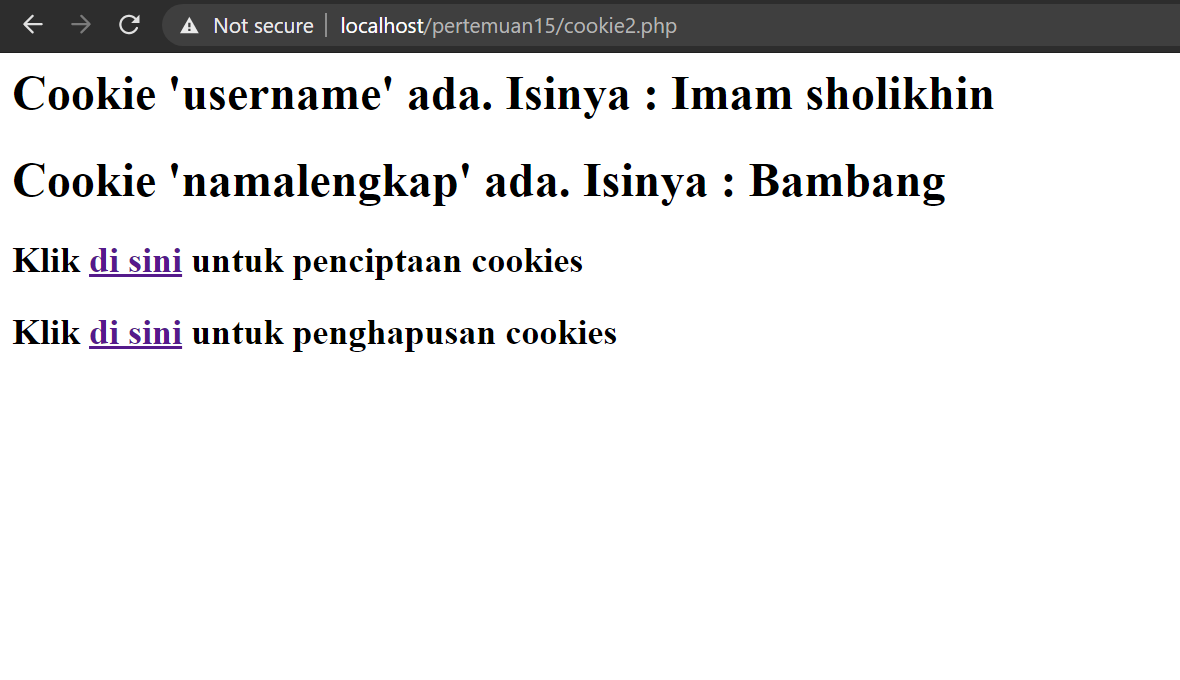 Not secure | localhost/pertemuan15/cookie2.php
Cookie 'username' ada. Isinya : Imam sholikhin
Cookie 'namalengkap' ada. Isinya : Bambang
Klik di sini untuk penciptaan cookies
Klik di sini untuk penghapusan cookies